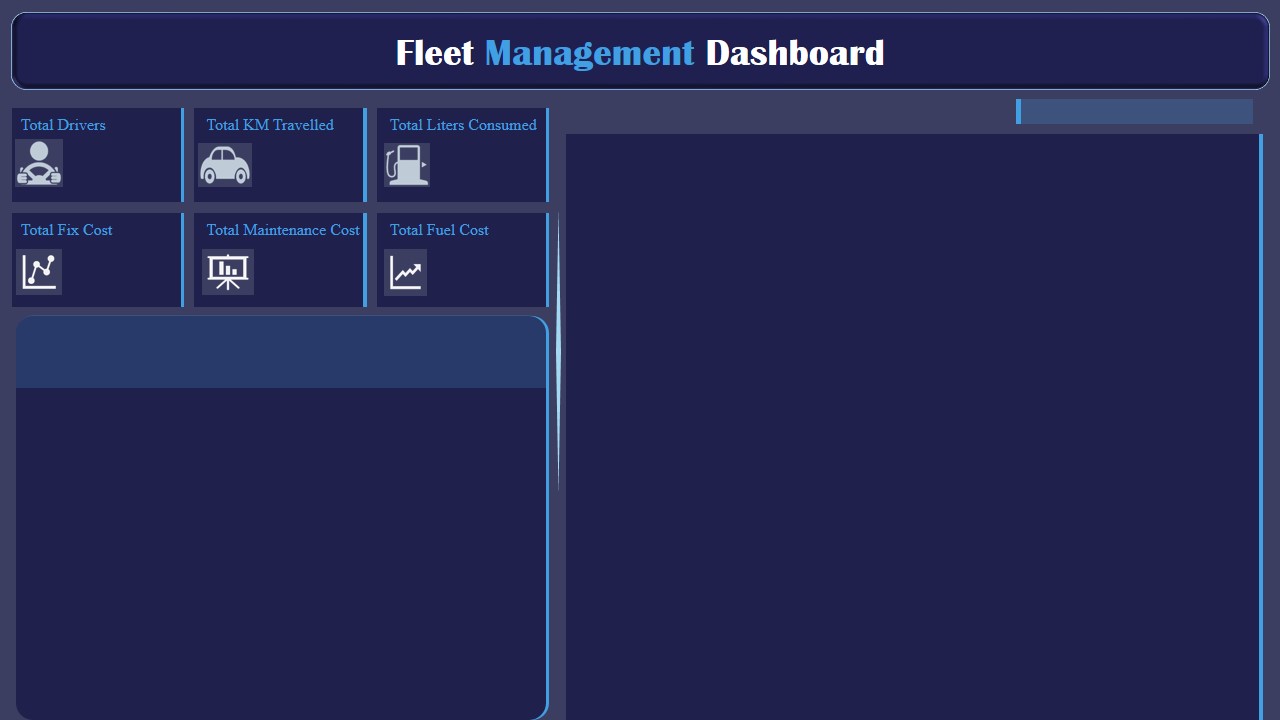 Fleet Management Dashboard
Total Drivers
Total KM Travelled
Total Liters Consumed
Total Fix Cost
Total Maintenance Cost
Total Fuel Cost